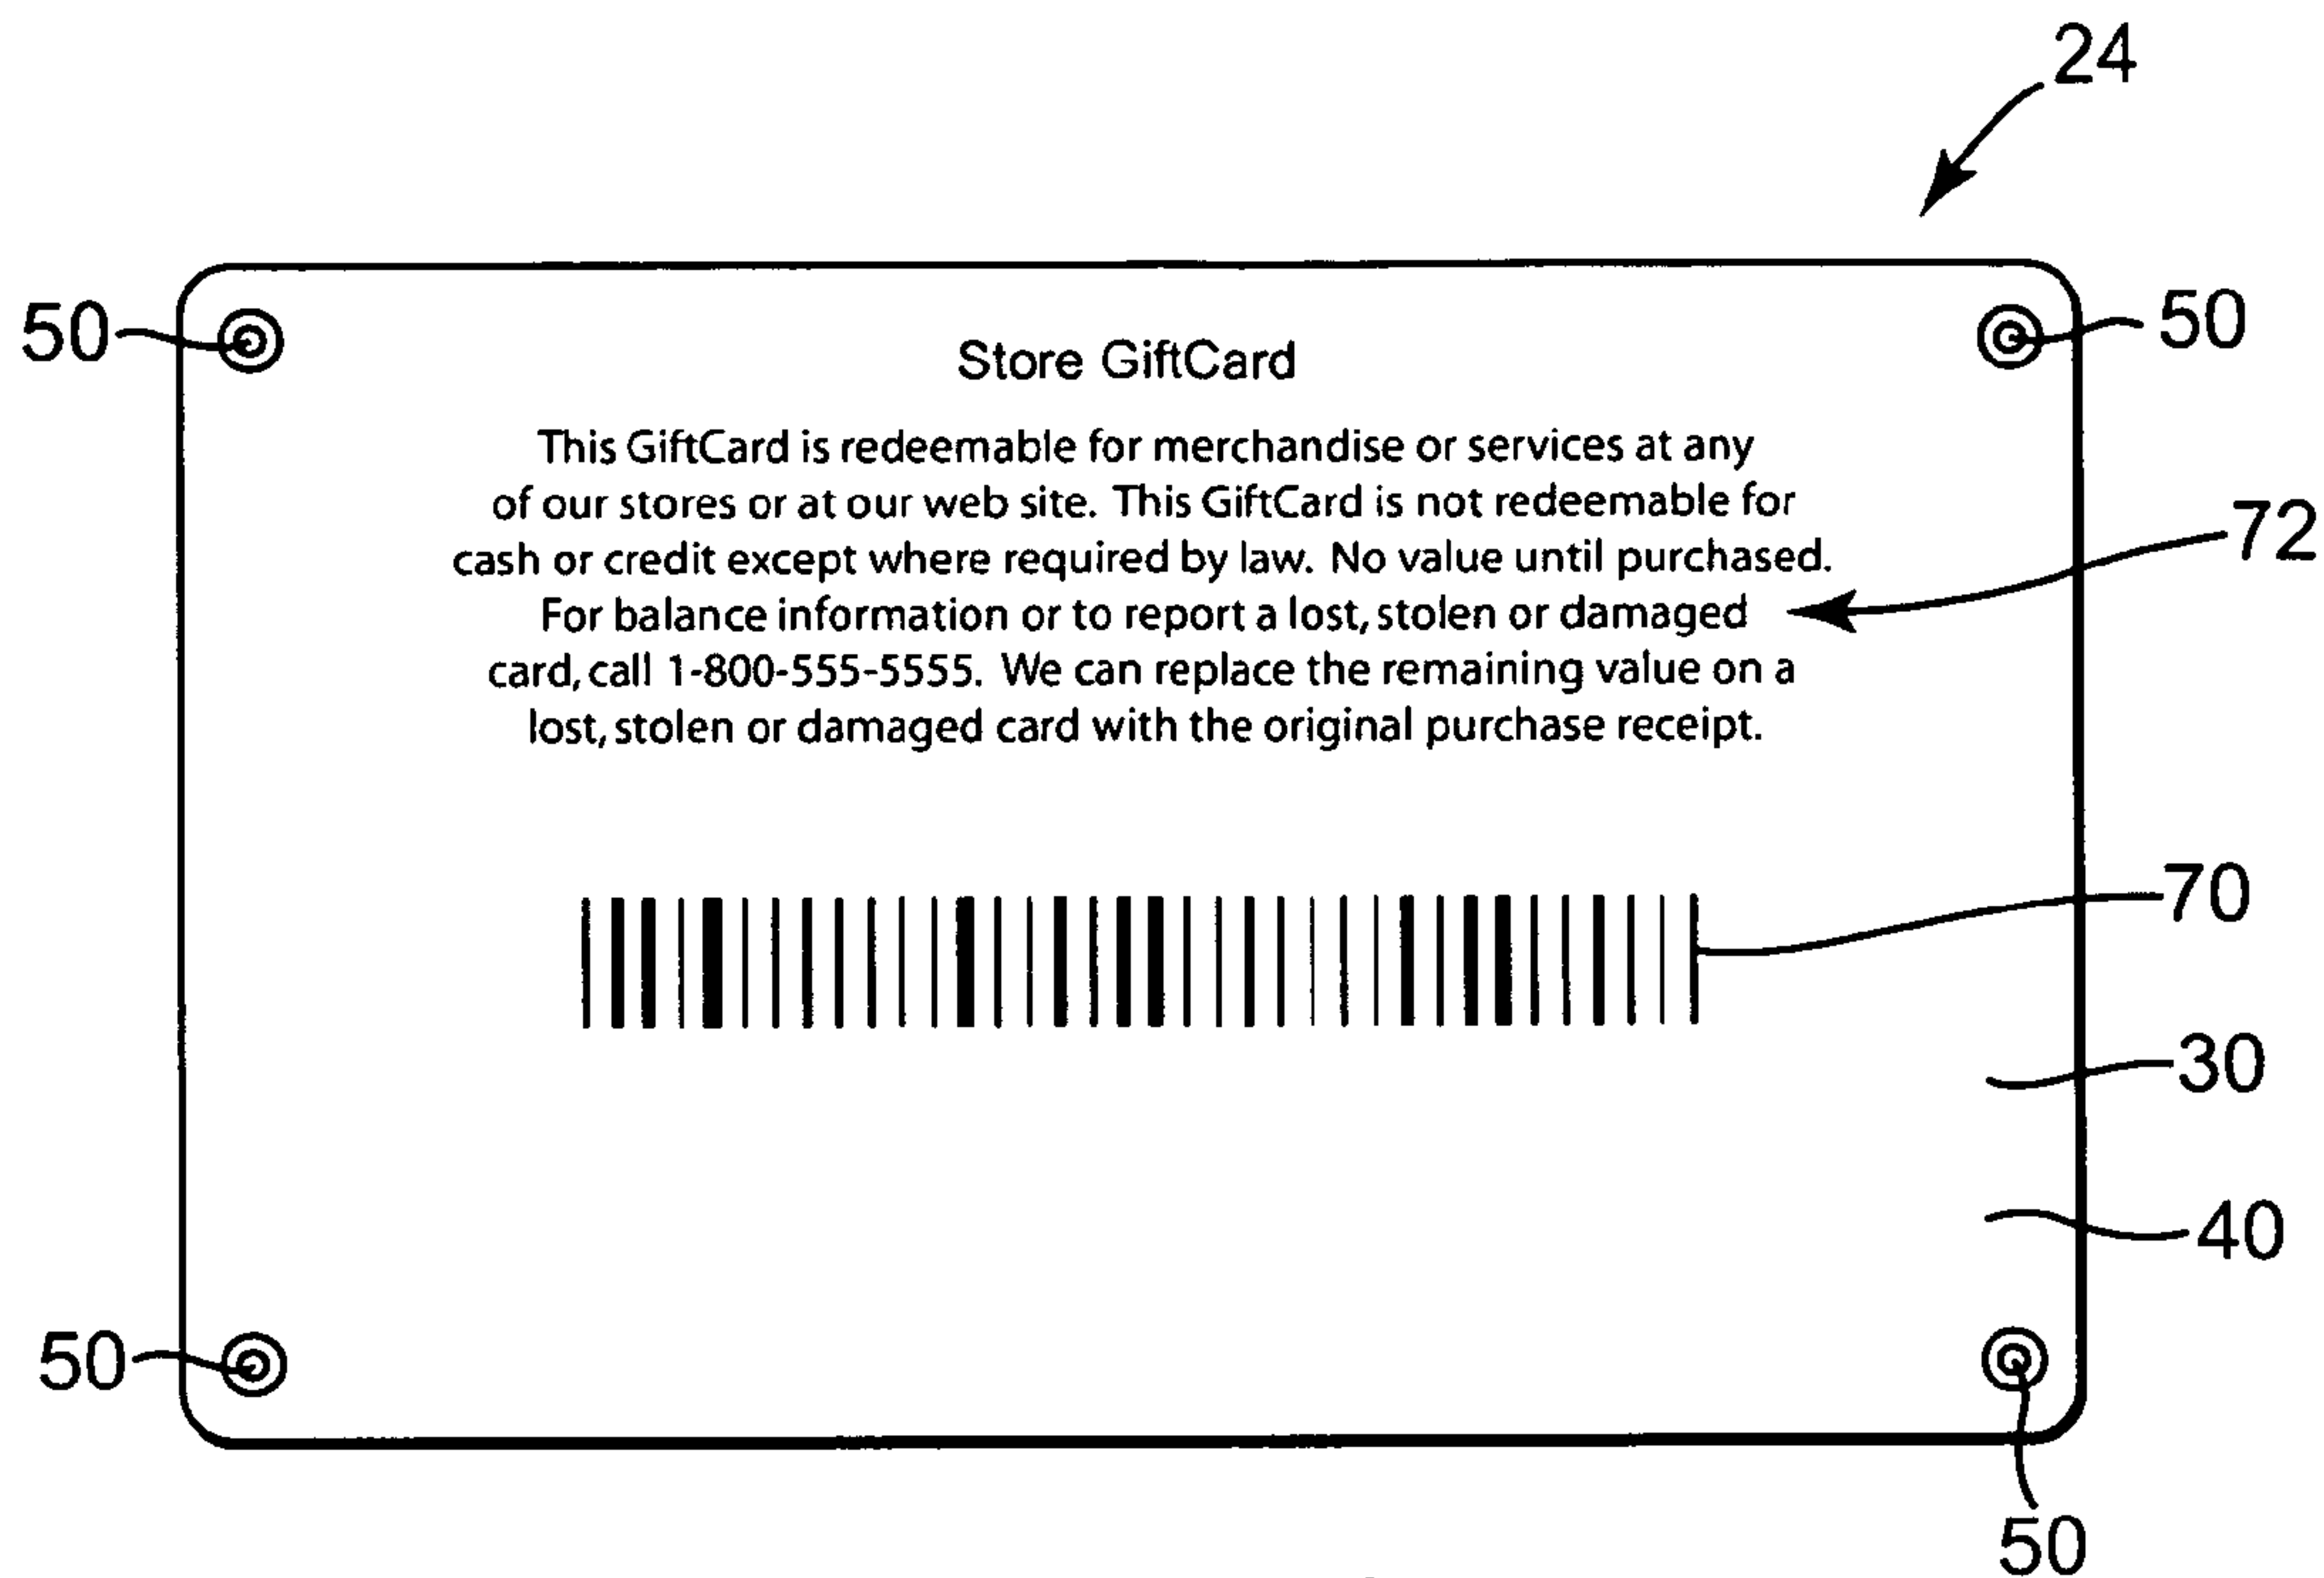 24
50
50
Store GiftCard
This GiftCard is redeemable for merchandise or services at any
of our stores or at our web site. This GiftCard is not redeemable for
cash or credit except where required by law. No value until purchased.
For balance information or to report a lost, stolen or damaged
card, call 1-800-555-5555. We can replace the remaining value on a
lost, stolen or damaged card with the original purchase receipt.
72
70
30
40
50
50